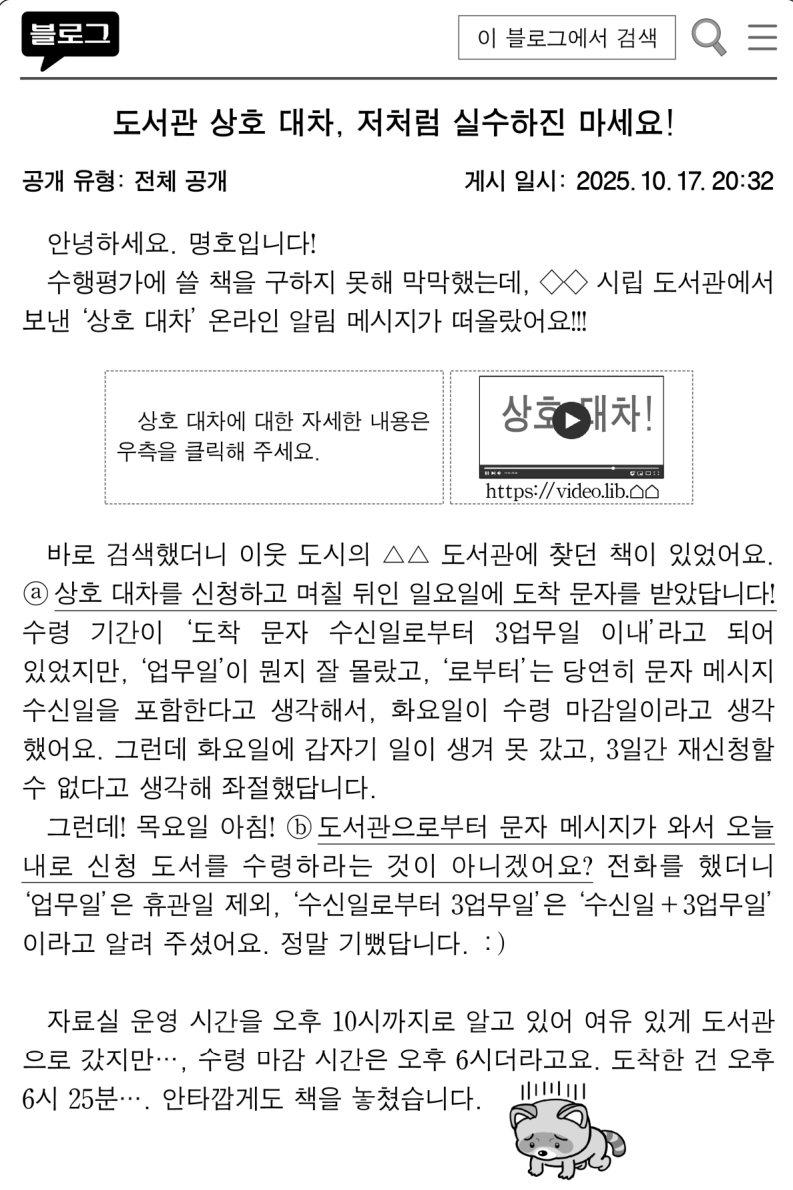 블로그
이 블로그에서 검색
도서관 상호 대차, 저처럼 실수하진 마세요!
공개 유형: 전체 공개 게시 일시: 2025. 10. 17. 20:32
안녕하세요. 명호입니다!
수행평가에 쓸 책을 구하지 못해 막막했는데, ◇◇ 시립 도서관에서
보낸 ‘상호 대차’ 온라인 알림 메시지가 떠올랐어요!!!
상호 대차에 대한 자세한 내용은
우측을 클릭해 주세요.
상호 대차!
https://video.lib.⌂⌂
바로 검색했더니 이웃 도시의 △△ 도서관에 찾던 책이 있었어요.
ⓐ 상호 대차를 신청하고 며칠 뒤인 일요일에 도착 문자를 받았답니다!
수령 기간이 ‘도착 문자 수신일로부터 3업무일 이내’라고 되어
있었지만, ‘업무일’이 뭔지 잘 몰랐고, ‘로부터’는 당연히 문자 메시지
수신일을 포함한다고 생각해서, 화요일이 수령 마감일이라고 생각
했어요. 그런데 화요일에 갑자기 일이 생겨 못 갔고, 3일간 재신청할
수 없다고 생각해 좌절했답니다.
그런데! 목요일 아침! ⓑ 도서관으로부터 문자 메시지가 와서 오늘
내로 신청 도서를 수령하라는 것이 아니겠어요? 전화를 했더니
‘업무일’은 휴관일 제외, ‘수신일로부터 3업무일’은 ‘수신일+3업무일’
이라고 알려 주셨어요. 정말 기뻤답니다. :)
자료실 운영 시간을 오후 10시까지로 알고 있어 여유 있게 도서관
으로 갔지만…, 수령 마감 시간은 오후 6시더라고요. 도착한 건 오후
6시 25분…. 안타깝게도 책을 놓쳤습니다.